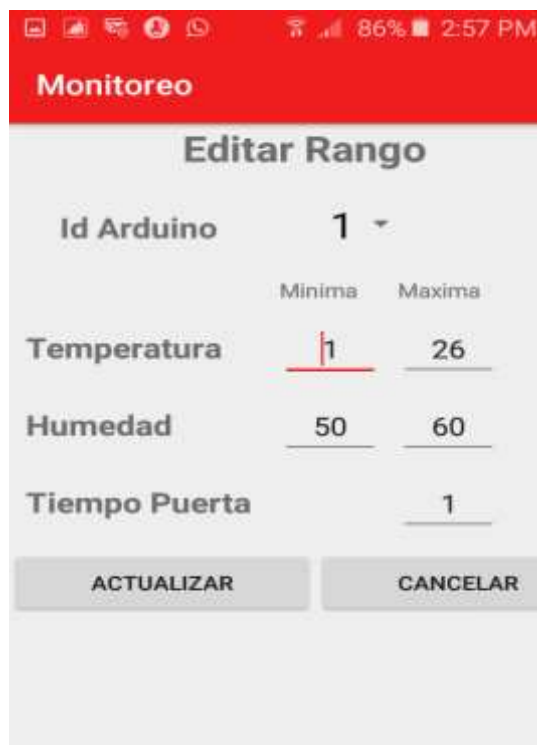 86% 2:57 PM
Monitoreo
Editar Rango
Id Arduino 1
Minima Maxima
Temperatura 1 26
Humedad 50 60
Tiempo Puerta 1
ACTUALIZAR CANCELAR